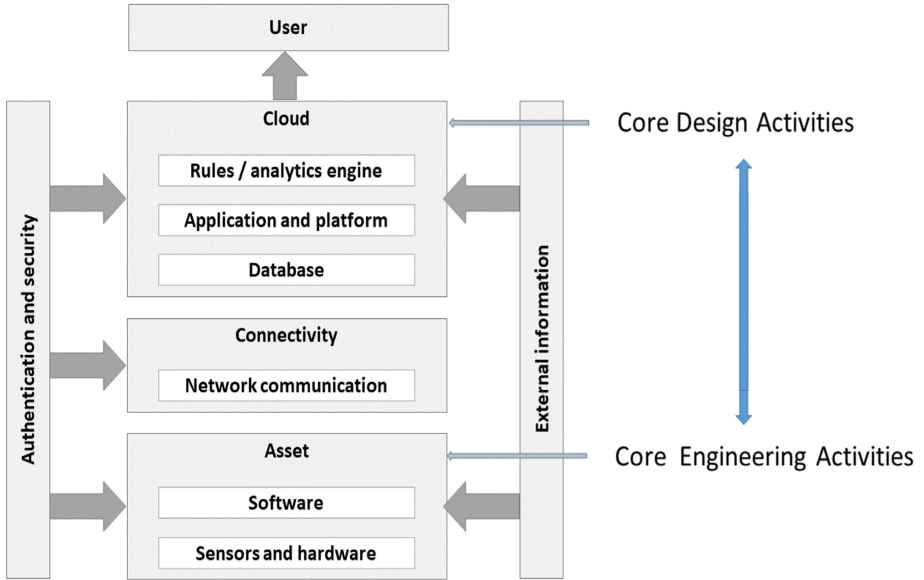 User
Cloud
Rules / analytics engine
Application and platform
Database
Connectivity
Network communication
Asset
Software
Sensors and hardware
Authentication and security
External information
Core Design Activities
Core Engineering Activities